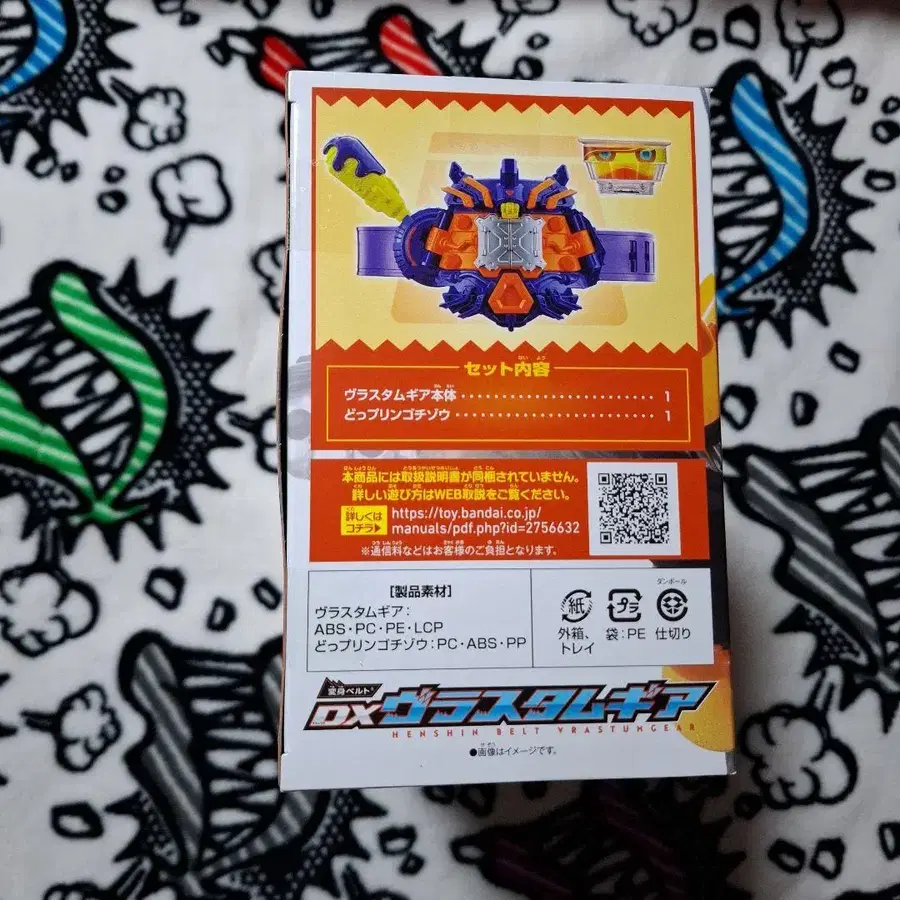 セット内容
ヴラスタムギア本体 1
どっプリンゴチゾウ 1
本商品には取扱説明書が同梱されていません。
詳しい遊び方はWEB取説をご覧ください。
詳しくは
コチラ▶
https://toy.bandai.co.jp/
manuals/pdf.php?id=2756632
※通信料などはお客様のご負担となります。
【製品素材】
ヴラスタムギア：
ABS・PC・PE・LCP
どっプリンゴチゾウ：PC・ABS・PP
紙
外箱、
トレイ
プラ
袋：PE
ダンボール
仕切り
変身ベルト
DXヴラスタムギア
HENSHIN BELT VRASTUMGEAR
●画像はイメージです。